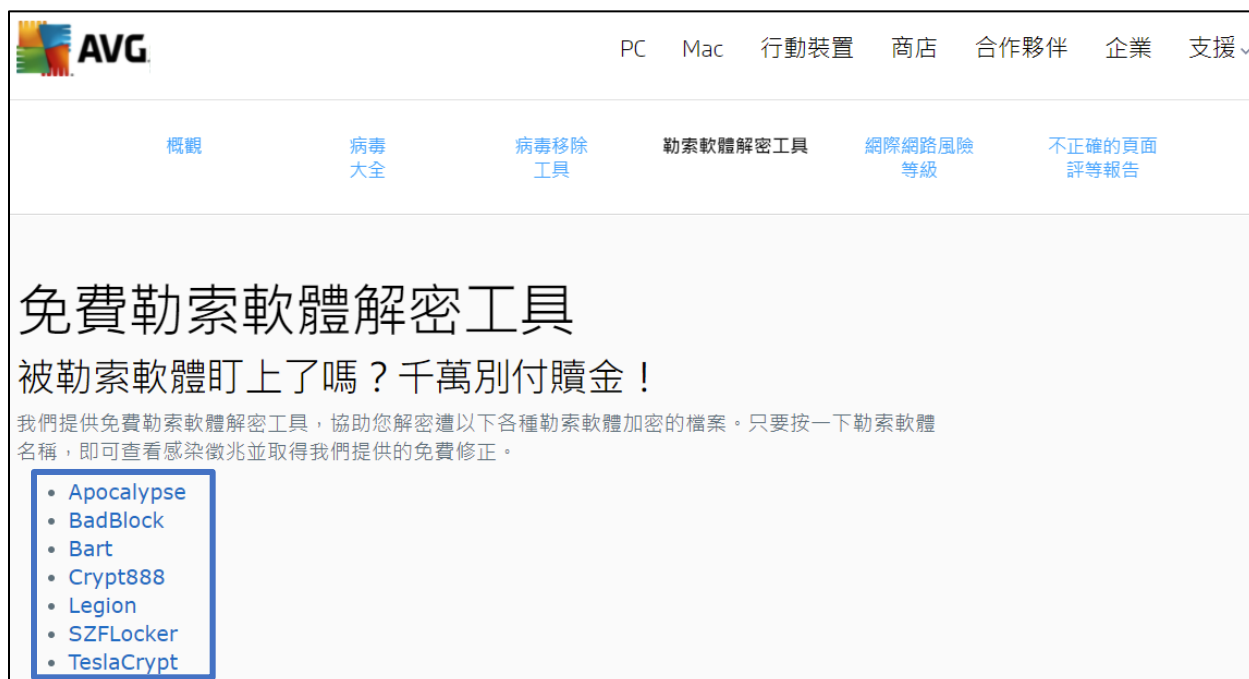 AVG
PC Mac 行動裝置 商店 合作夥伴 企業 支援
概觀
病毒
大全
病毒移除
工具
勒索軟體解密工具
網際網路風險
等級
不正確的頁面
評等報告
免費勒索軟體解密工具
被勒索軟體盯上了嗎？千萬別付贖金！
我們提供免費勒索軟體解密工具，協助您解密遭以下各種勒索軟體加密的檔案。只要按一下勒索軟體
名稱，即可查看感染徵兆並取得我們提供的免費修正。
• Apocalypse
• BadBlock
• Bart
• Crypt888
• Legion
• SZFLocker
• TeslaCrypt